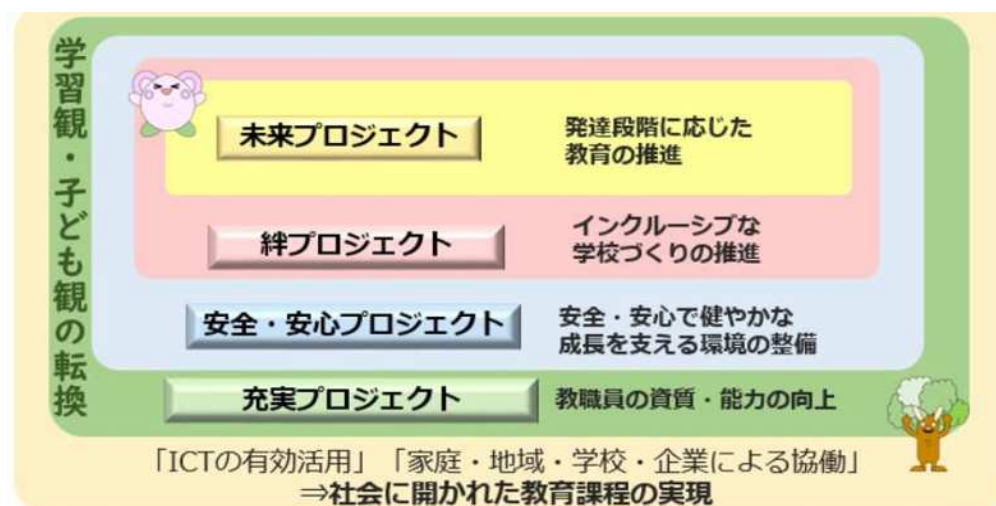 学習観・子ども観の転換
未来プロジェクト
発達段階に応じた
教育の推進
絆プロジェクト
インクルーシブな
学校づくりの推進
安全・安心プロジェクト
安全・安心で健やかな
成長を支える環境の整備
充実プロジェクト
教職員の資質・能力の向上
「ICTの有効活用」「家庭・地域・学校・企業による協働」
⇒社会に開かれた教育課程の実現